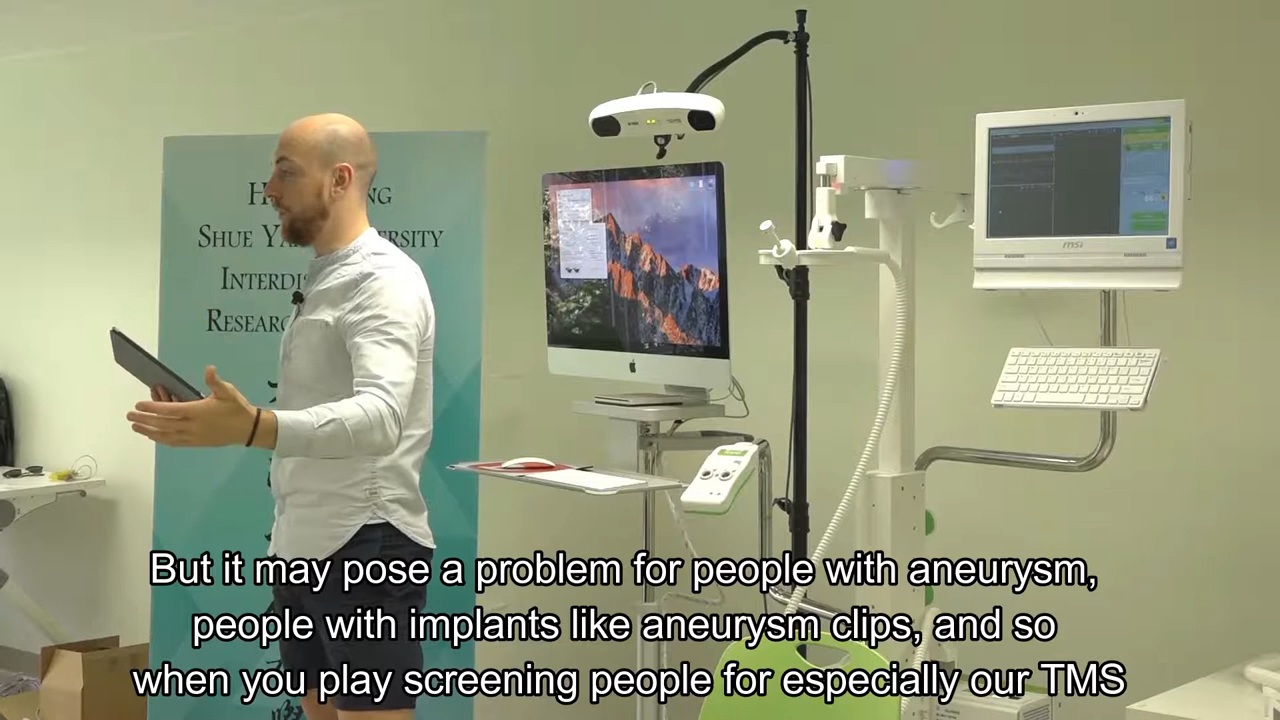 H NG
SHUE YA ERSITY
INTERDI
RESEARC
msi
But it may pose a problem for people with aneurysm,
people with implants like aneurysm clips, and so
when you play screening people for especially our TMS